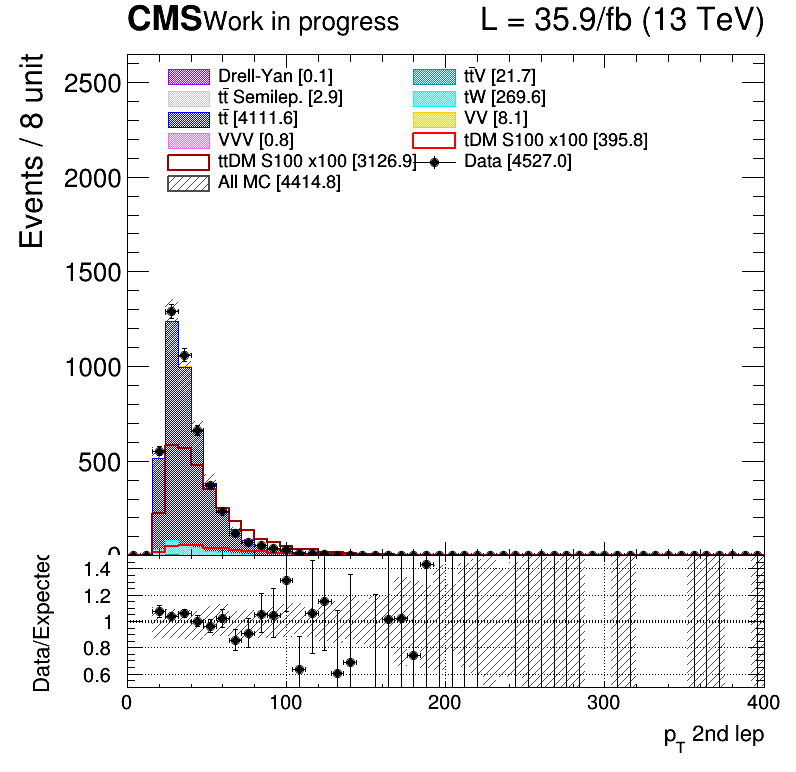 CMS Work in progress L = 35.9/fb (13 TeV)
Events / 8 unit
2500
2000
1500
1000
500
0
Drell-Yan [0.1] tt̄V [21.7]
tt̄ Semilep. [2.9] tW [269.6]
tt̄ [4111.6] VV [8.1]
VVV [0.8] tDM S100 x100 [395.8]
ttDM S100 x100 [3126.9] Data [4527.0]
All MC [4414.8]
Data/Expected
1.4
1.2
1
0.8
0.6
0 100 200 300 400
p_T 2nd lep